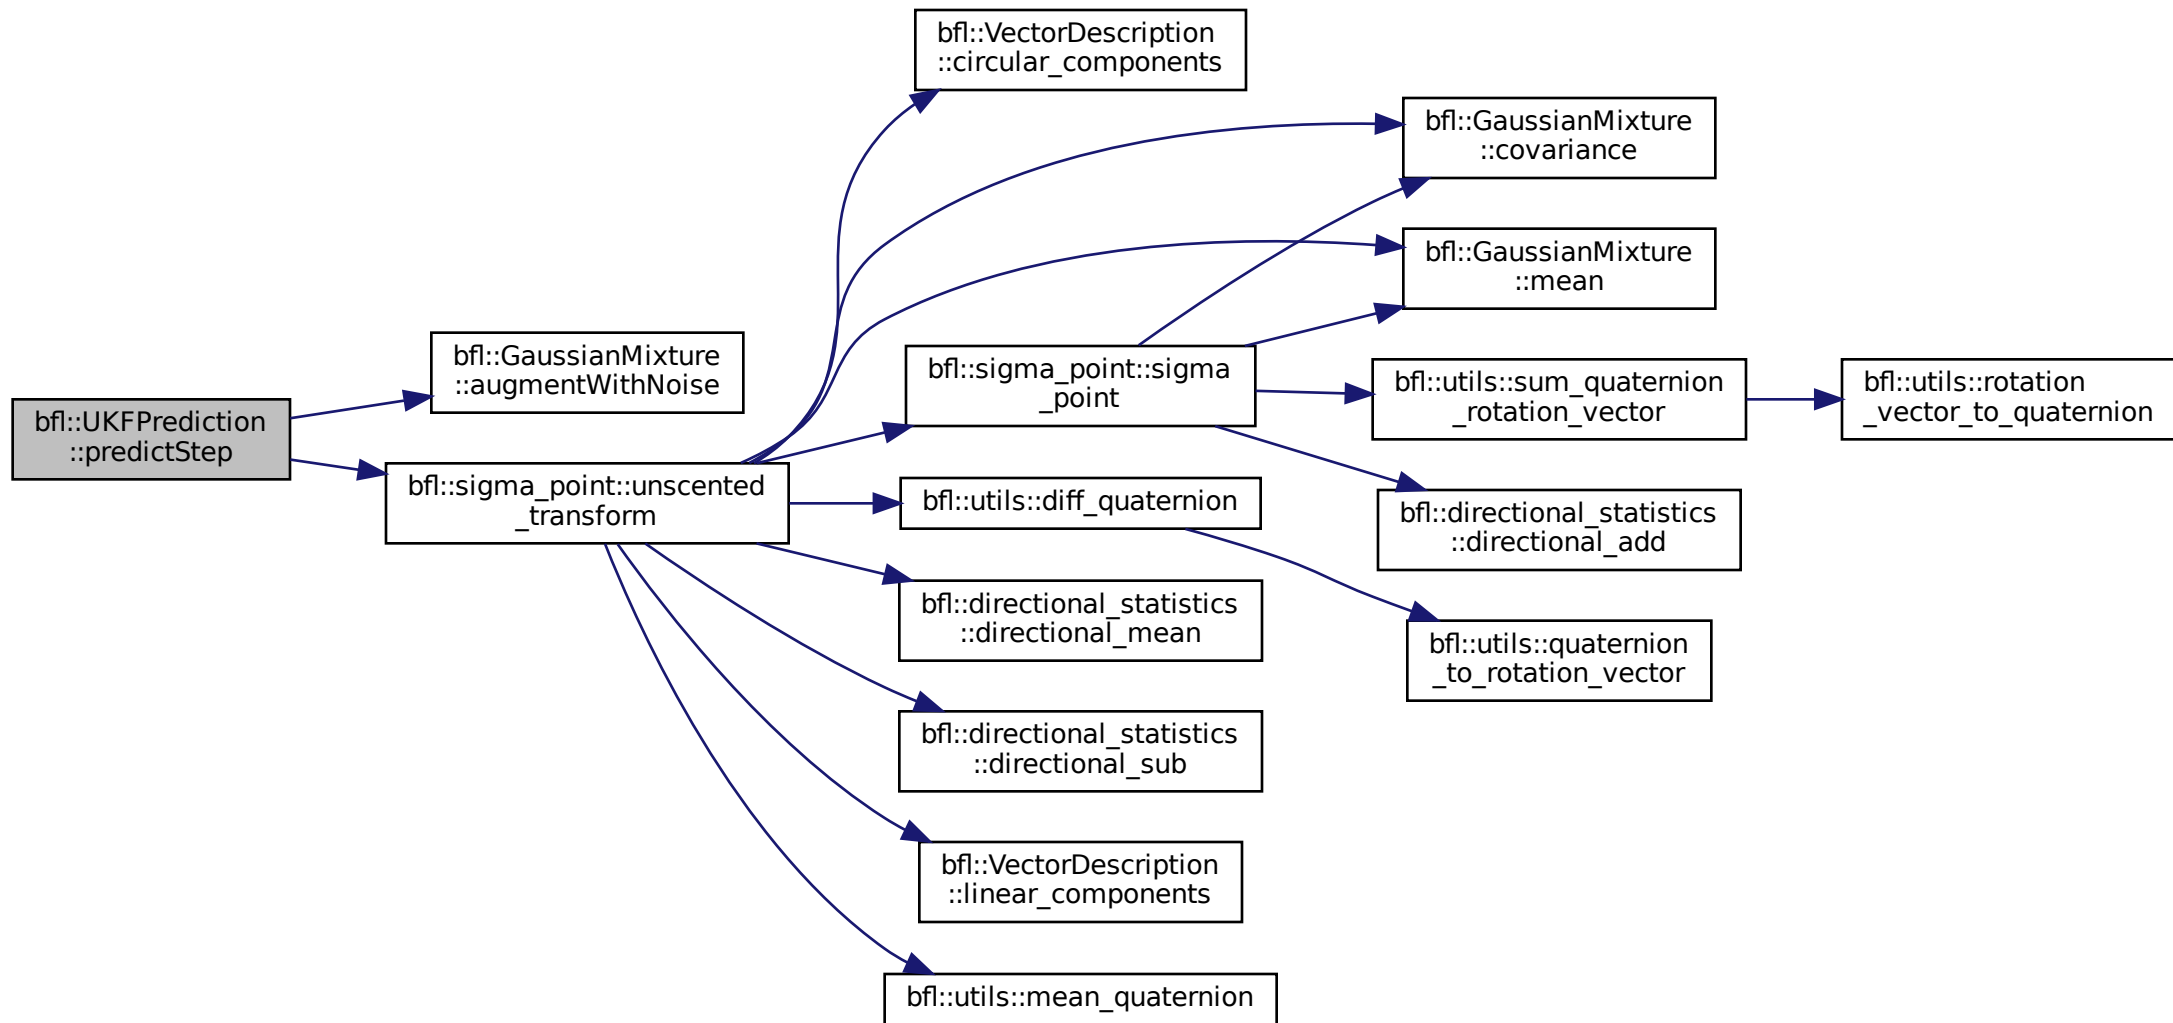 bfl::UKFPrediction
::predictStep
bfl::GaussianMixture
::augmentWithNoise
bfl::sigma_point::unscented
_transform
bfl::VectorDescription
::circular_components
bfl::GaussianMixture
::covariance
bfl::GaussianMixture
::mean
bfl::sigma_point::sigma
_point
bfl::utils::sum_quaternion
_rotation_vector
bfl::utils::rotation
_vector_to_quaternion
bfl::directional_statistics
::directional_add
bfl::utils::diff_quaternion
bfl::utils::quaternion
_to_rotation_vector
bfl::directional_statistics
::directional_mean
bfl::directional_statistics
::directional_sub
bfl::VectorDescription
::linear_components
bfl::utils::mean_quaternion